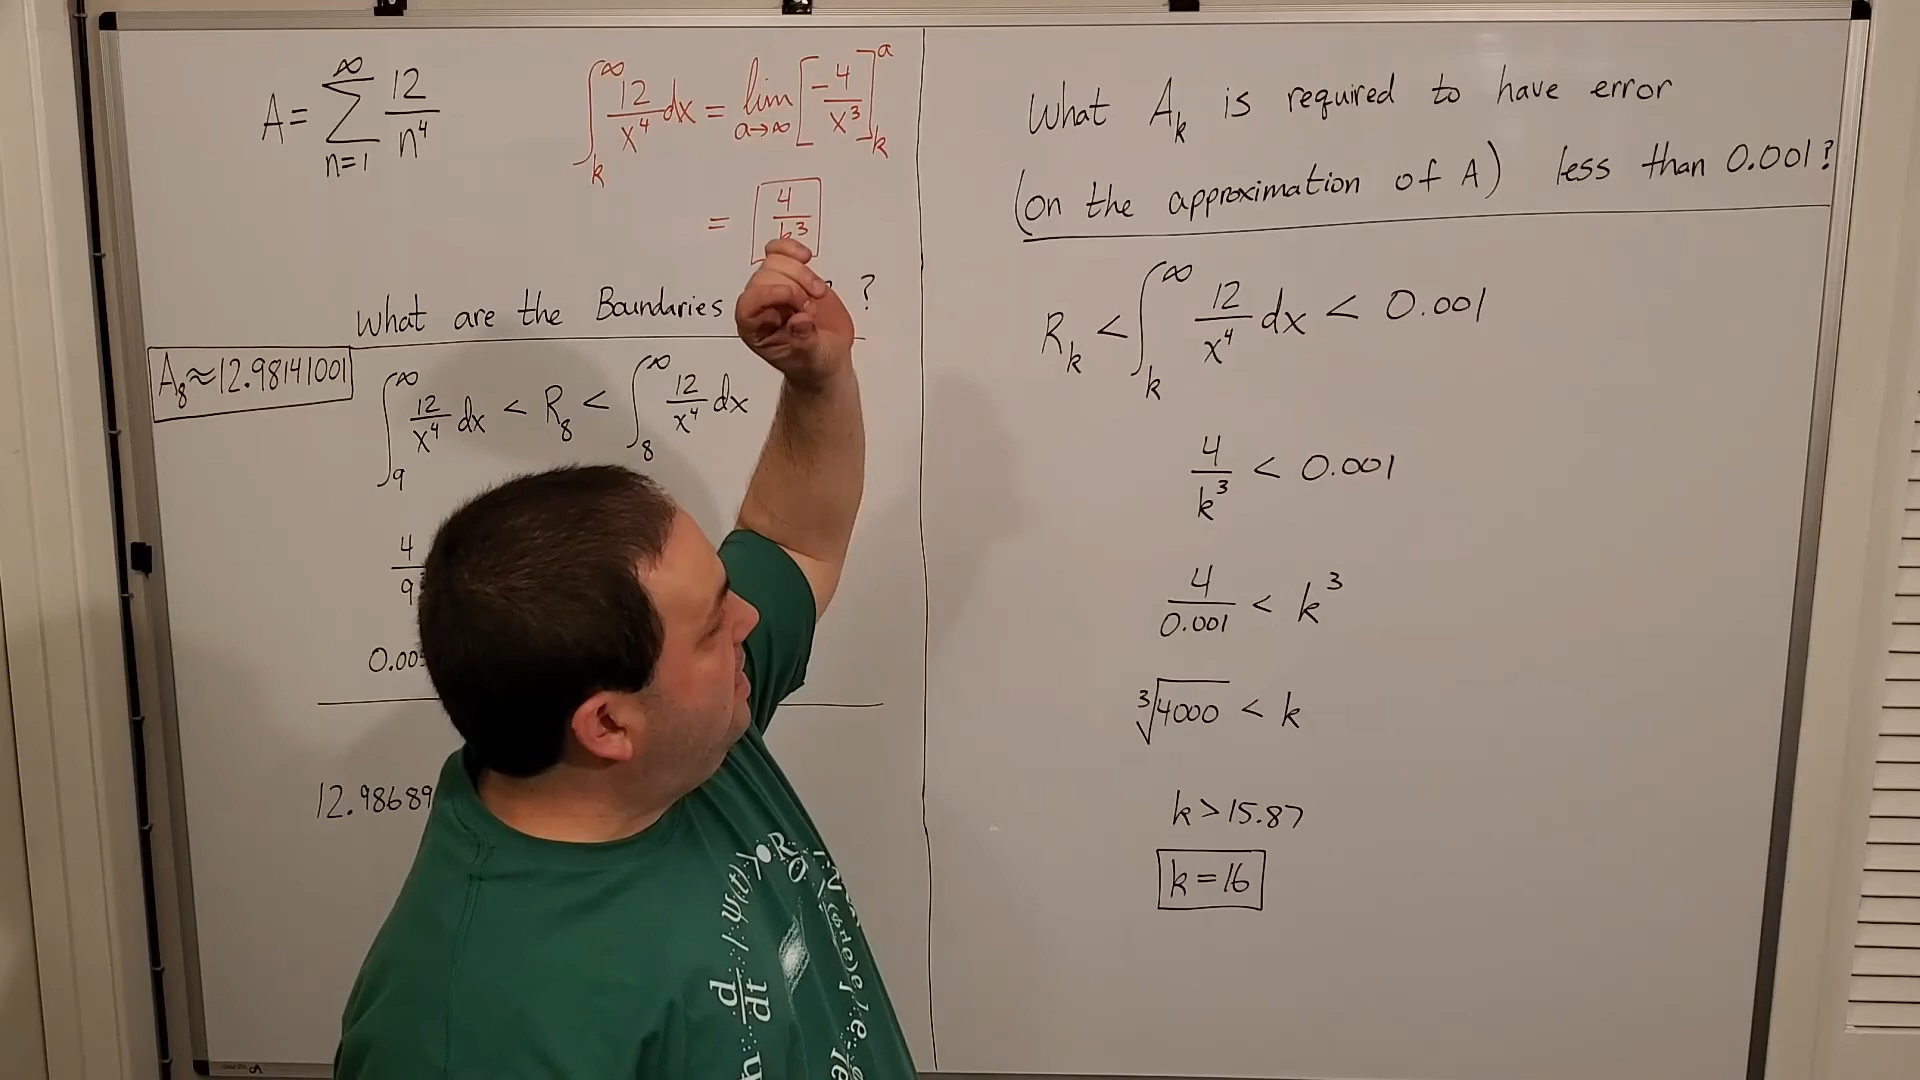 A = ∑_{n=1}^{∞} 12/n⁴
∫_k^∞ 12/x⁴ dx = lim_{a→∞} [-4/x³]_k^a
= 4/k³
What are the Boundaries ?
A₈ ≈ 12.98141001
∫_9^∞ 12/x⁴ dx < R₈ < ∫_8^∞ 12/x⁴ dx
4/9
0.005
12.98689
What A_k is required to have error
(on the approximation of A) less than 0.001?
R_k < ∫_k^∞ 12/x⁴ dx < 0.001
4/k³ < 0.001
4/0.001 < k³
∛4000 < k
k > 15.87
k = 16
d/dt
ψ(t)